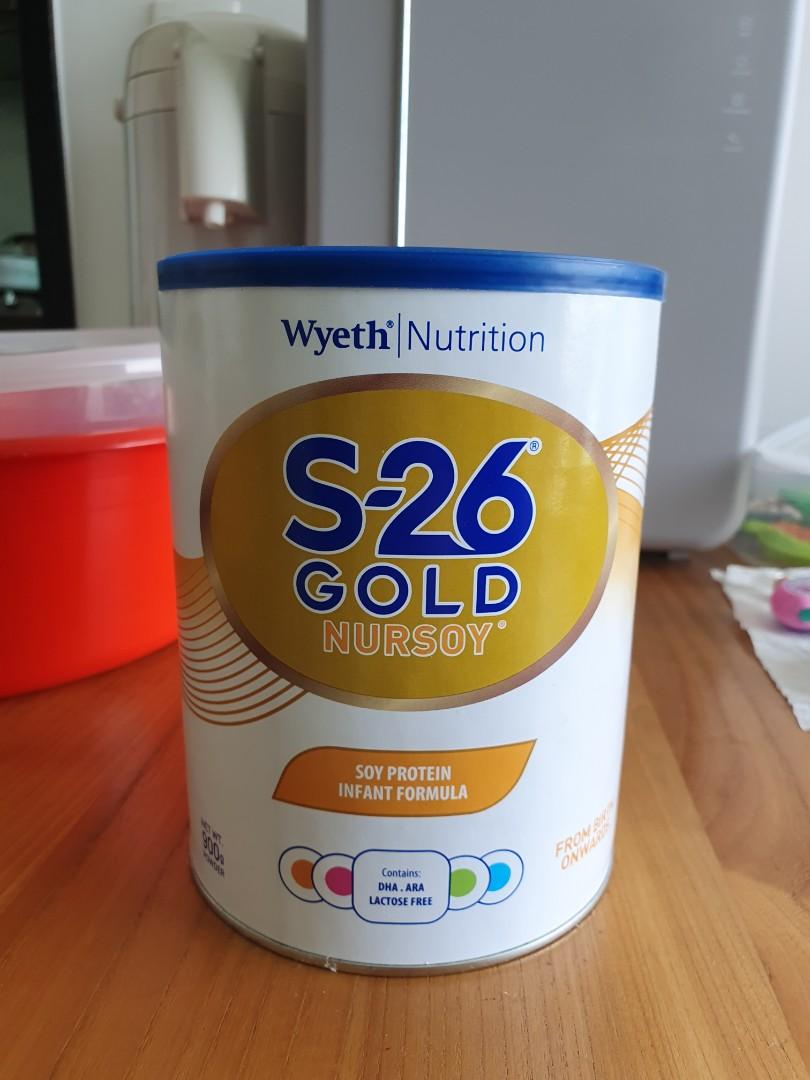 Wyeth® | Nutrition
S-26®
GOLD
NURSOY®
SOY PROTEIN
INFANT FORMULA
NET WT.
900g
POWDER
FROM BIRTH
ONWARDS
Contains:
DHA . ARA
LACTOSE FREE